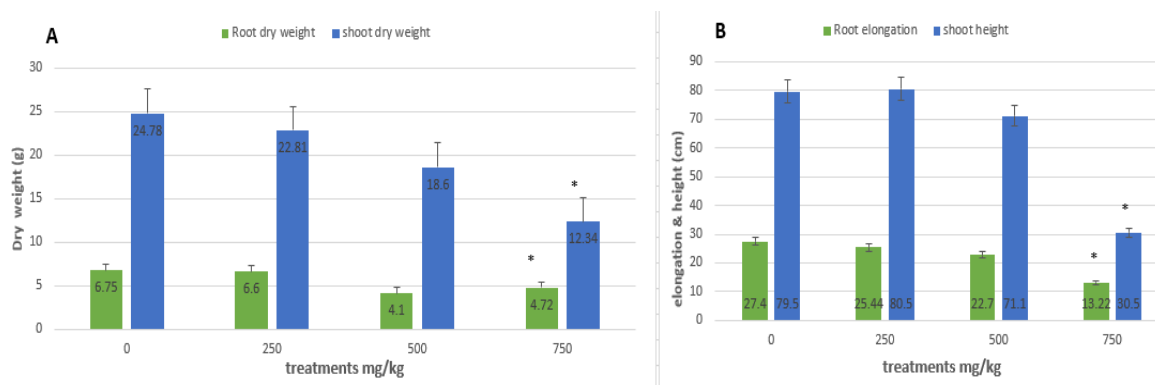 A
Root dry weight shoot dry weight
30
25
20
15
10
5
0
Dry weight (g)
24.78
22.81
18.6
12.34
6.75
6.6
4.1
4.72
*
*
0 250 500 750
treatments mg/kg
B
Root elongation shoot height
90
80
70
60
50
40
30
20
10
0
elongation & height (cm)
*
*
27.4 79.5 25.44 80.5 22.7 71.1 13.22 30.5
0 250 500 750
treatments mg/kg